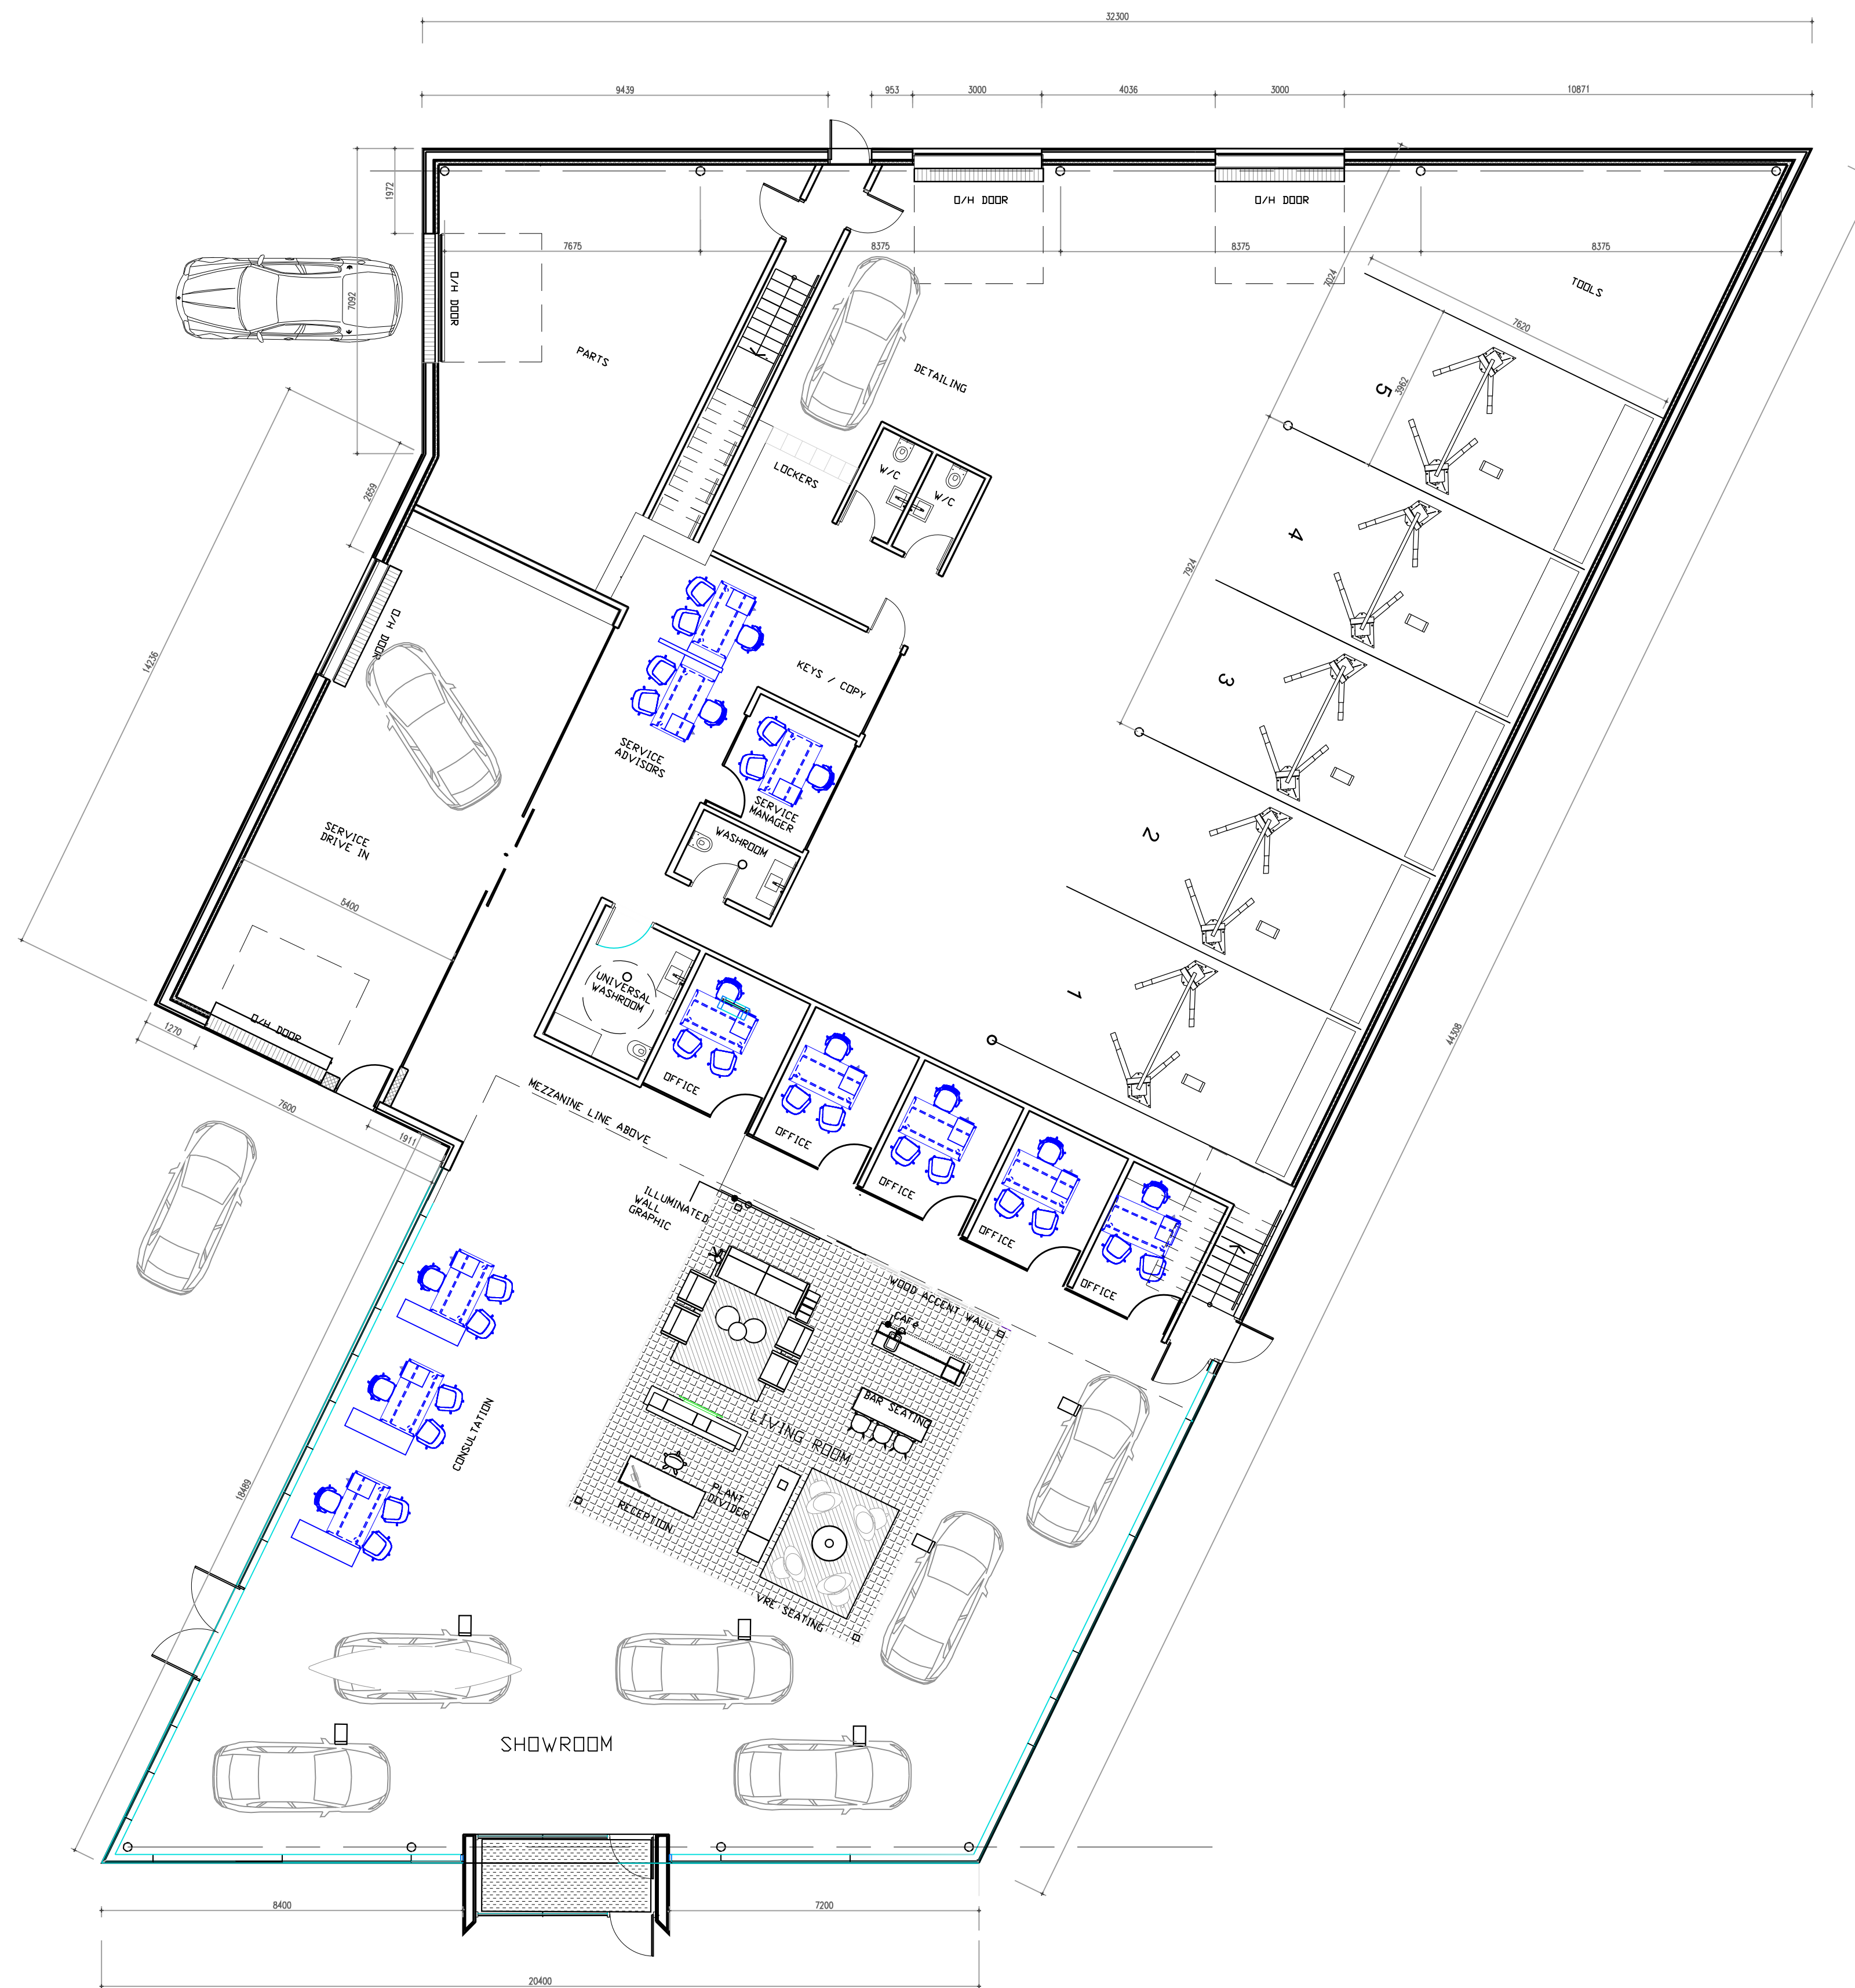 32300
9439
953
3000
4036
3000
10871
1972
O/H DOOR
O/H DOOR
7675
8375
8375
8375
7024
TOOLS
7092
O/H DOOR
7620
PARTS
DETAILING
5
3962
LOCKERS
W/C
W/C
2659
4
7924
O/H DOOR
14236
KEYS / COPY
3
SERVICE
ADVISORS
SERVICE
MANAGER
WASHROOM
2
SERVICE
DRIVE IN
5400
UNIVERSAL
WASHROOM
1
O/H DOOR
1270
44308
7600
1911
OFFICE
MEZZANINE LINE ABOVE
OFFICE
OFFICE
OFFICE
OFFICE
ILLUMINATED
WALL
GRAPHIC
WOOD ACCENT WALL
CAFé
BAR SEATING
LIVING ROOM
CONSULTATION
18489
PLANT
DIVIDER
RECEPTION
VRE SEATING
SHOWROOM
8400
7200
20400